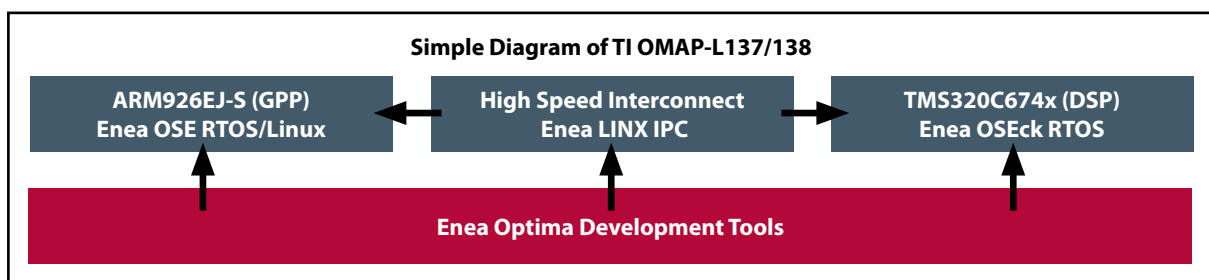 Simple Diagram of TI OMAP-L137/138
ARM926EJ-S (GPP)
Enea OSE RTOS/Linux
High Speed Interconnect
Enea LINX IPC
TMS320C674x (DSP)
Enea OSEck RTOS
Enea Optima Development Tools